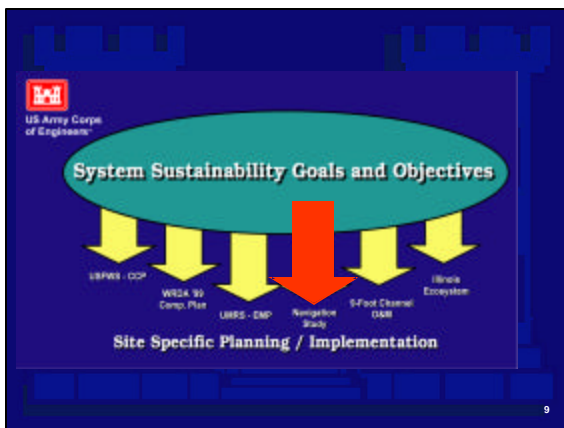 US Army Corps
of Engineers
System Sustainability Goals and Objectives
USFWS - CCP
WRDA '99
Comp. Plan
UMRS - EMP
Navigation
Study
9-Foot Channel
O&M
Illinois
Ecosystem
Site Specific Planning / Implementation
9